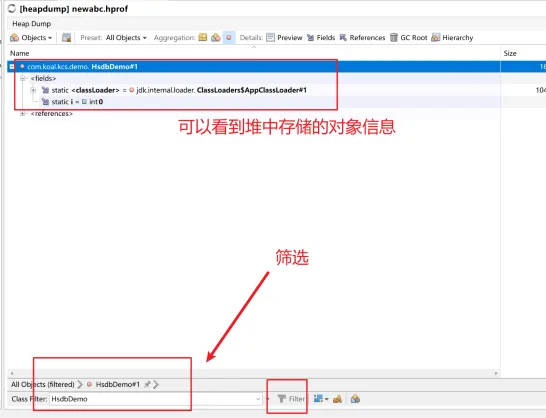 [heapdump] newabc.hprof
Heap Dump
Objects Preset: All Objects Aggregation: Details: Preview Fields References GC Root Hierarchy
Name Size
com.koal.kcs.demo. HsdbDemo#1 16
<fields>
static <classLoader> = jdk.internal.loader. ClassLoaders$AppClassLoader#1 104
static i = int 0
<references>
可以看到堆中存储的对象信息
筛选
All Objects (filtered) HsdbDemo#1
Class Filter: HsdbDemo Filter